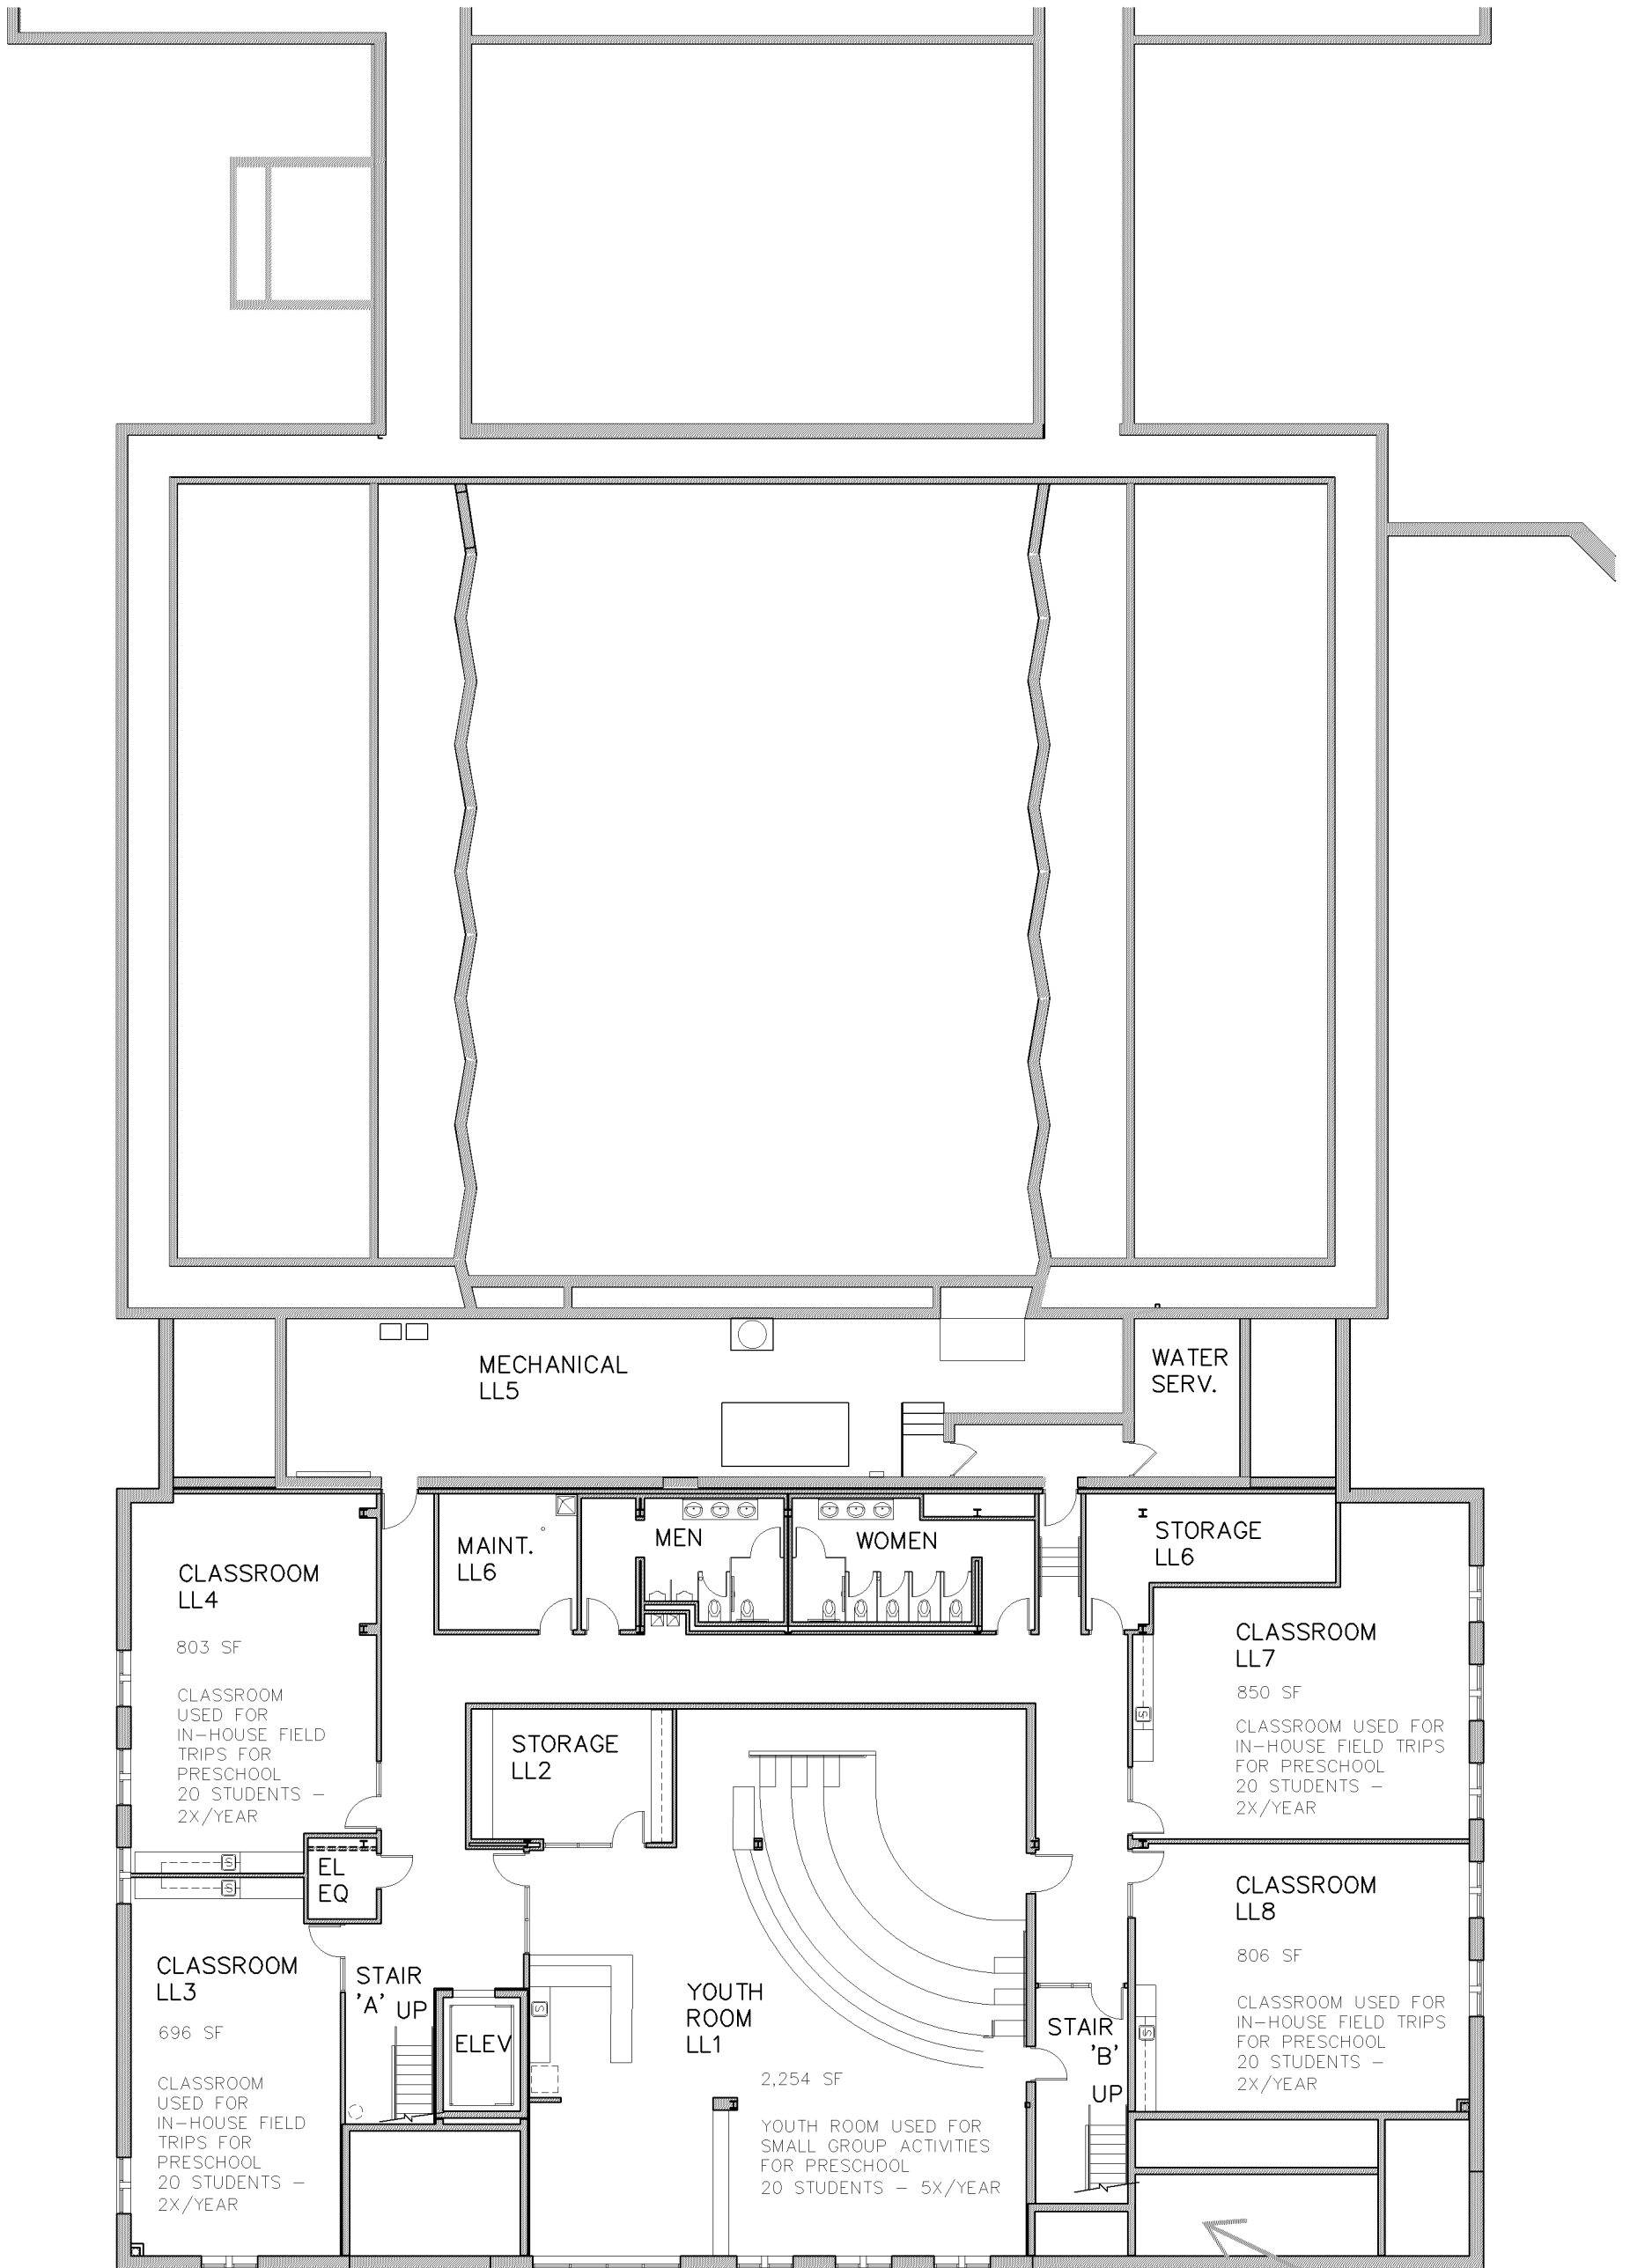 MECHANICAL
LL5
WATER
SERV.
MAINT.
LL6
MEN
WOMEN
STORAGE
LL6
CLASSROOM
LL4
803 SF
CLASSROOM
USED FOR
IN-HOUSE FIELD
TRIPS FOR
PRESCHOOL
20 STUDENTS -
2X/YEAR
STORAGE
LL2
CLASSROOM
LL7
850 SF
CLASSROOM USED FOR
IN-HOUSE FIELD TRIPS
FOR PRESCHOOL
20 STUDENTS -
2X/YEAR
S
S
S
EL
EQ
CLASSROOM
LL3
696 SF
CLASSROOM
USED FOR
IN-HOUSE FIELD
TRIPS FOR
PRESCHOOL
20 STUDENTS -
2X/YEAR
STAIR
'A'
UP
ELEV
S
YOUTH
ROOM
LL1
2,254 SF
YOUTH ROOM USED FOR
SMALL GROUP ACTIVITIES
FOR PRESCHOOL
20 STUDENTS - 5X/YEAR
STAIR
'B'
UP
S
CLASSROOM
LL8
806 SF
CLASSROOM USED FOR
IN-HOUSE FIELD TRIPS
FOR PRESCHOOL
20 STUDENTS -
2X/YEAR